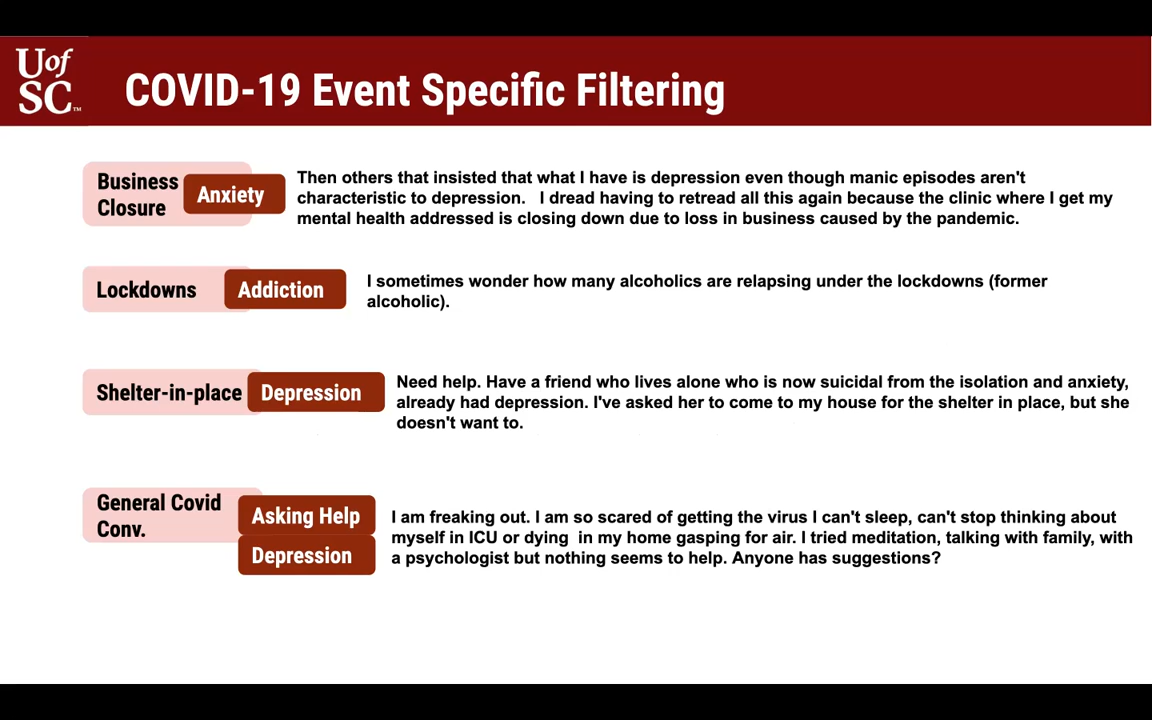 Uof
SC™
COVID-19 Event Specific Filtering
Business
Closure
Anxiety
Then others that insisted that what I have is depression even though manic episodes aren't
characteristic to depression.   I dread having to retread all this again because the clinic where I get my
mental health addressed is closing down due to loss in business caused by the pandemic.
Lockdowns
Addiction
I sometimes wonder how many alcoholics are relapsing under the lockdowns (former
alcoholic).
Shelter-in-place
Depression
Need help. Have a friend who lives alone who is now suicidal from the isolation and anxiety,
already had depression. I've asked her to come to my house for the shelter in place, but she
doesn't want to.
General Covid
Conv.
Asking Help
Depression
I am freaking out. I am so scared of getting the virus I can't sleep, can't stop thinking about
myself in ICU or dying  in my home gasping for air. I tried meditation, talking with family, with
a psychologist but nothing seems to help. Anyone has suggestions?